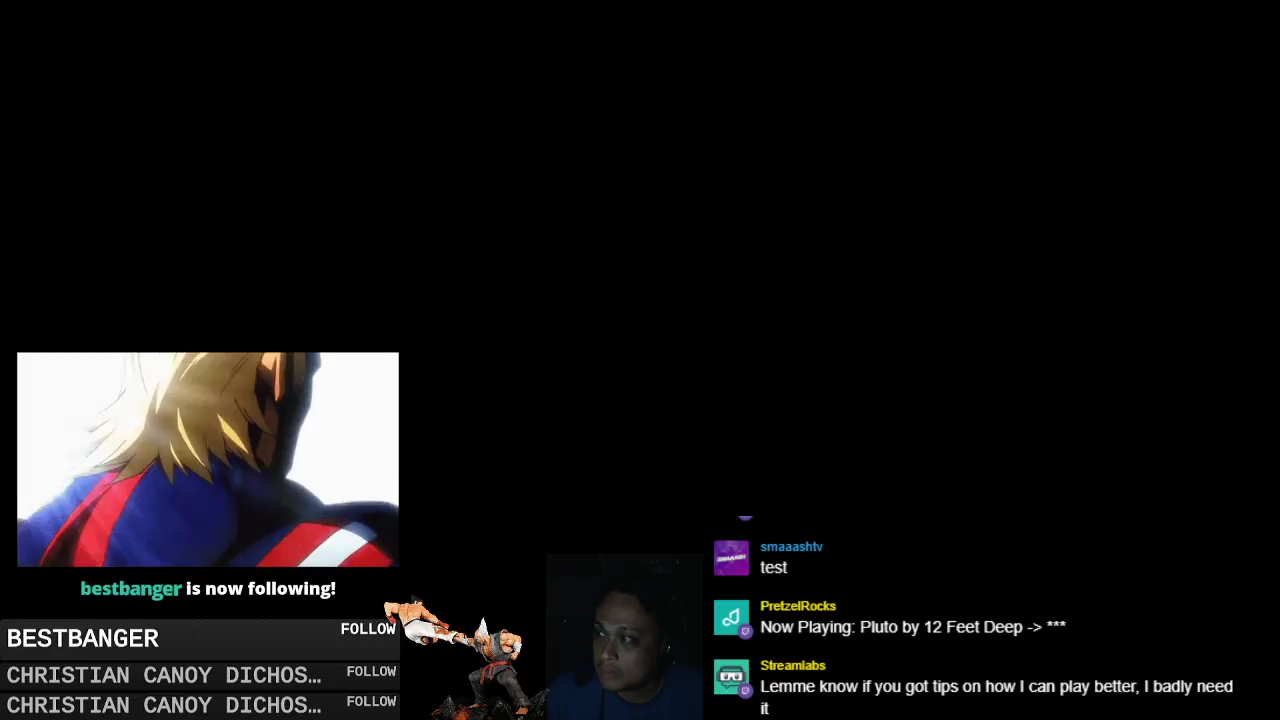 bestbanger is now following!
BESTBANGER FOLLOW
CHRISTIAN CANOY DICHOS... FOLLOW
CHRISTIAN CANOY DICHOS... FOLLOW
smaaashtv
test
PretzelRocks
Now Playing: Pluto by 12 Feet Deep -> ***
Streamlabs
Lemme know if you got tips on how I can play better, I badly need
it